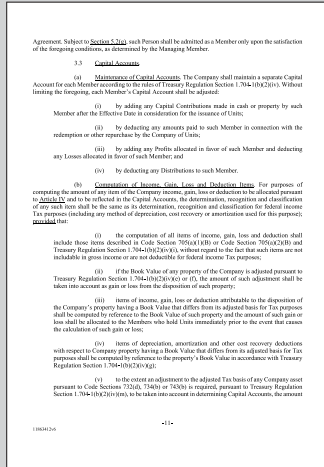 Agreement. Subject to Section 5.2(g), such Person shall be admitted as a Member only upon the satisfaction
of the foregoing conditions, as determined by the Managing Member.
3.3 Capital Accounts.
(a) Maintenance of Capital Accounts. The Company shall maintain a separate Capital
Account for each Member according to the rules of Treasury Regulation Section 1.704-1(b)(2)(iv). Without
limiting the foregoing, each Member's Capital Account shall be adjusted:
(i) by adding any Capital Contributions made in cash or property by such
Member after the Effective Date in consideration for the issuance of Units;
(ii) by deducting any amounts paid to such Member in connection with the
redemption or other repurchase by the Company of Units;
(iii) by adding any Profits allocated in favor of such Member and deducting
any Losses allocated in favor of such Member; and
(iv) by deducting any Distributions to such Member.
(b) Computation of Income, Gain, Loss and Deduction Items. For purposes of
computing the amount of any item of the Company income, gain, loss or deduction to be allocated pursuant
to Article IV and to be reflected in the Capital Accounts, the determination, recognition and classification
of any such item shall be the same as its determination, recognition and classification for federal income
Tax purposes (including any method of depreciation, cost recovery or amortization used for this purpose);
provided that:
(i) the computation of all items of income, gain, loss and deduction shall
include those items described in Code Section 705(a)(1)(B) or Code Section 705(a)(2)(B) and
Treasury Regulation Section 1.704-1(b)(2)(iv)(i), without regard to the fact that such items are not
includable in gross income or are not deductible for federal income Tax purposes;
(ii) if the Book Value of any property of the Company is adjusted pursuant to
Treasury Regulation Section 1.704-1(b)(2)(iv)(e) or (f), the amount of such adjustment shall be
taken into account as gain or loss from the disposition of such property;
(iii) items of income, gain, loss or deduction attributable to the disposition of
the Company's property having a Book Value that differs from its adjusted basis for Tax purposes
shall be computed by reference to the Book Value of such property and the amount of such gain or
loss shall be allocated to the Members who hold Units immediately prior to the event that causes
the calculation of such gain or loss;
(iv) items of depreciation, amortization and other cost recovery deductions
with respect to Company property having a Book Value that differs from its adjusted basis for Tax
purposes shall be computed by reference to the property's Book Value in accordance with Treasury
Regulation Section 1.704-1(b)(2)(iv)(g);
(v) to the extent an adjustment to the adjusted Tax basis of any Company asset
pursuant to Code Sections 732(d), 734(b) or 743(b) is required, pursuant to Treasury Regulation
Section 1.704-1(b)(2)(iv)(m), to be taken into account in determining Capital Accounts, the amount
-11-